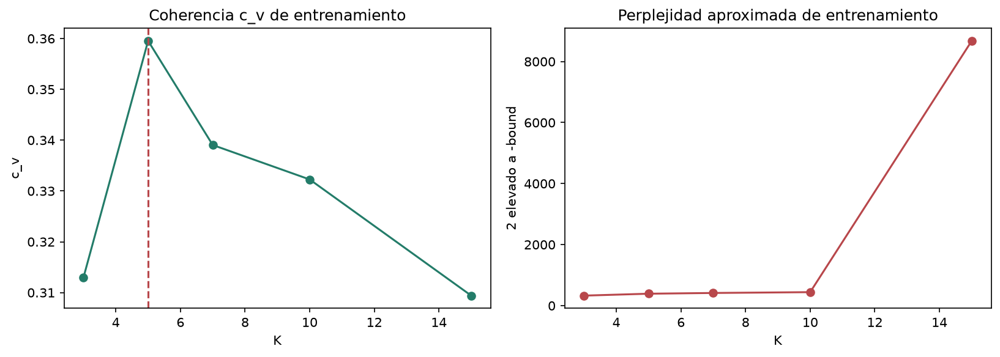 Coherencia c_v de entrenamiento
0.36
0.35
0.34
0.33
0.32
0.31
c_v
4 6 8 10 12 14
K
Perplejidad aproximada de entrenamiento
8000
6000
4000
2000
0
2 elevado a -bound
4 6 8 10 12 14
K